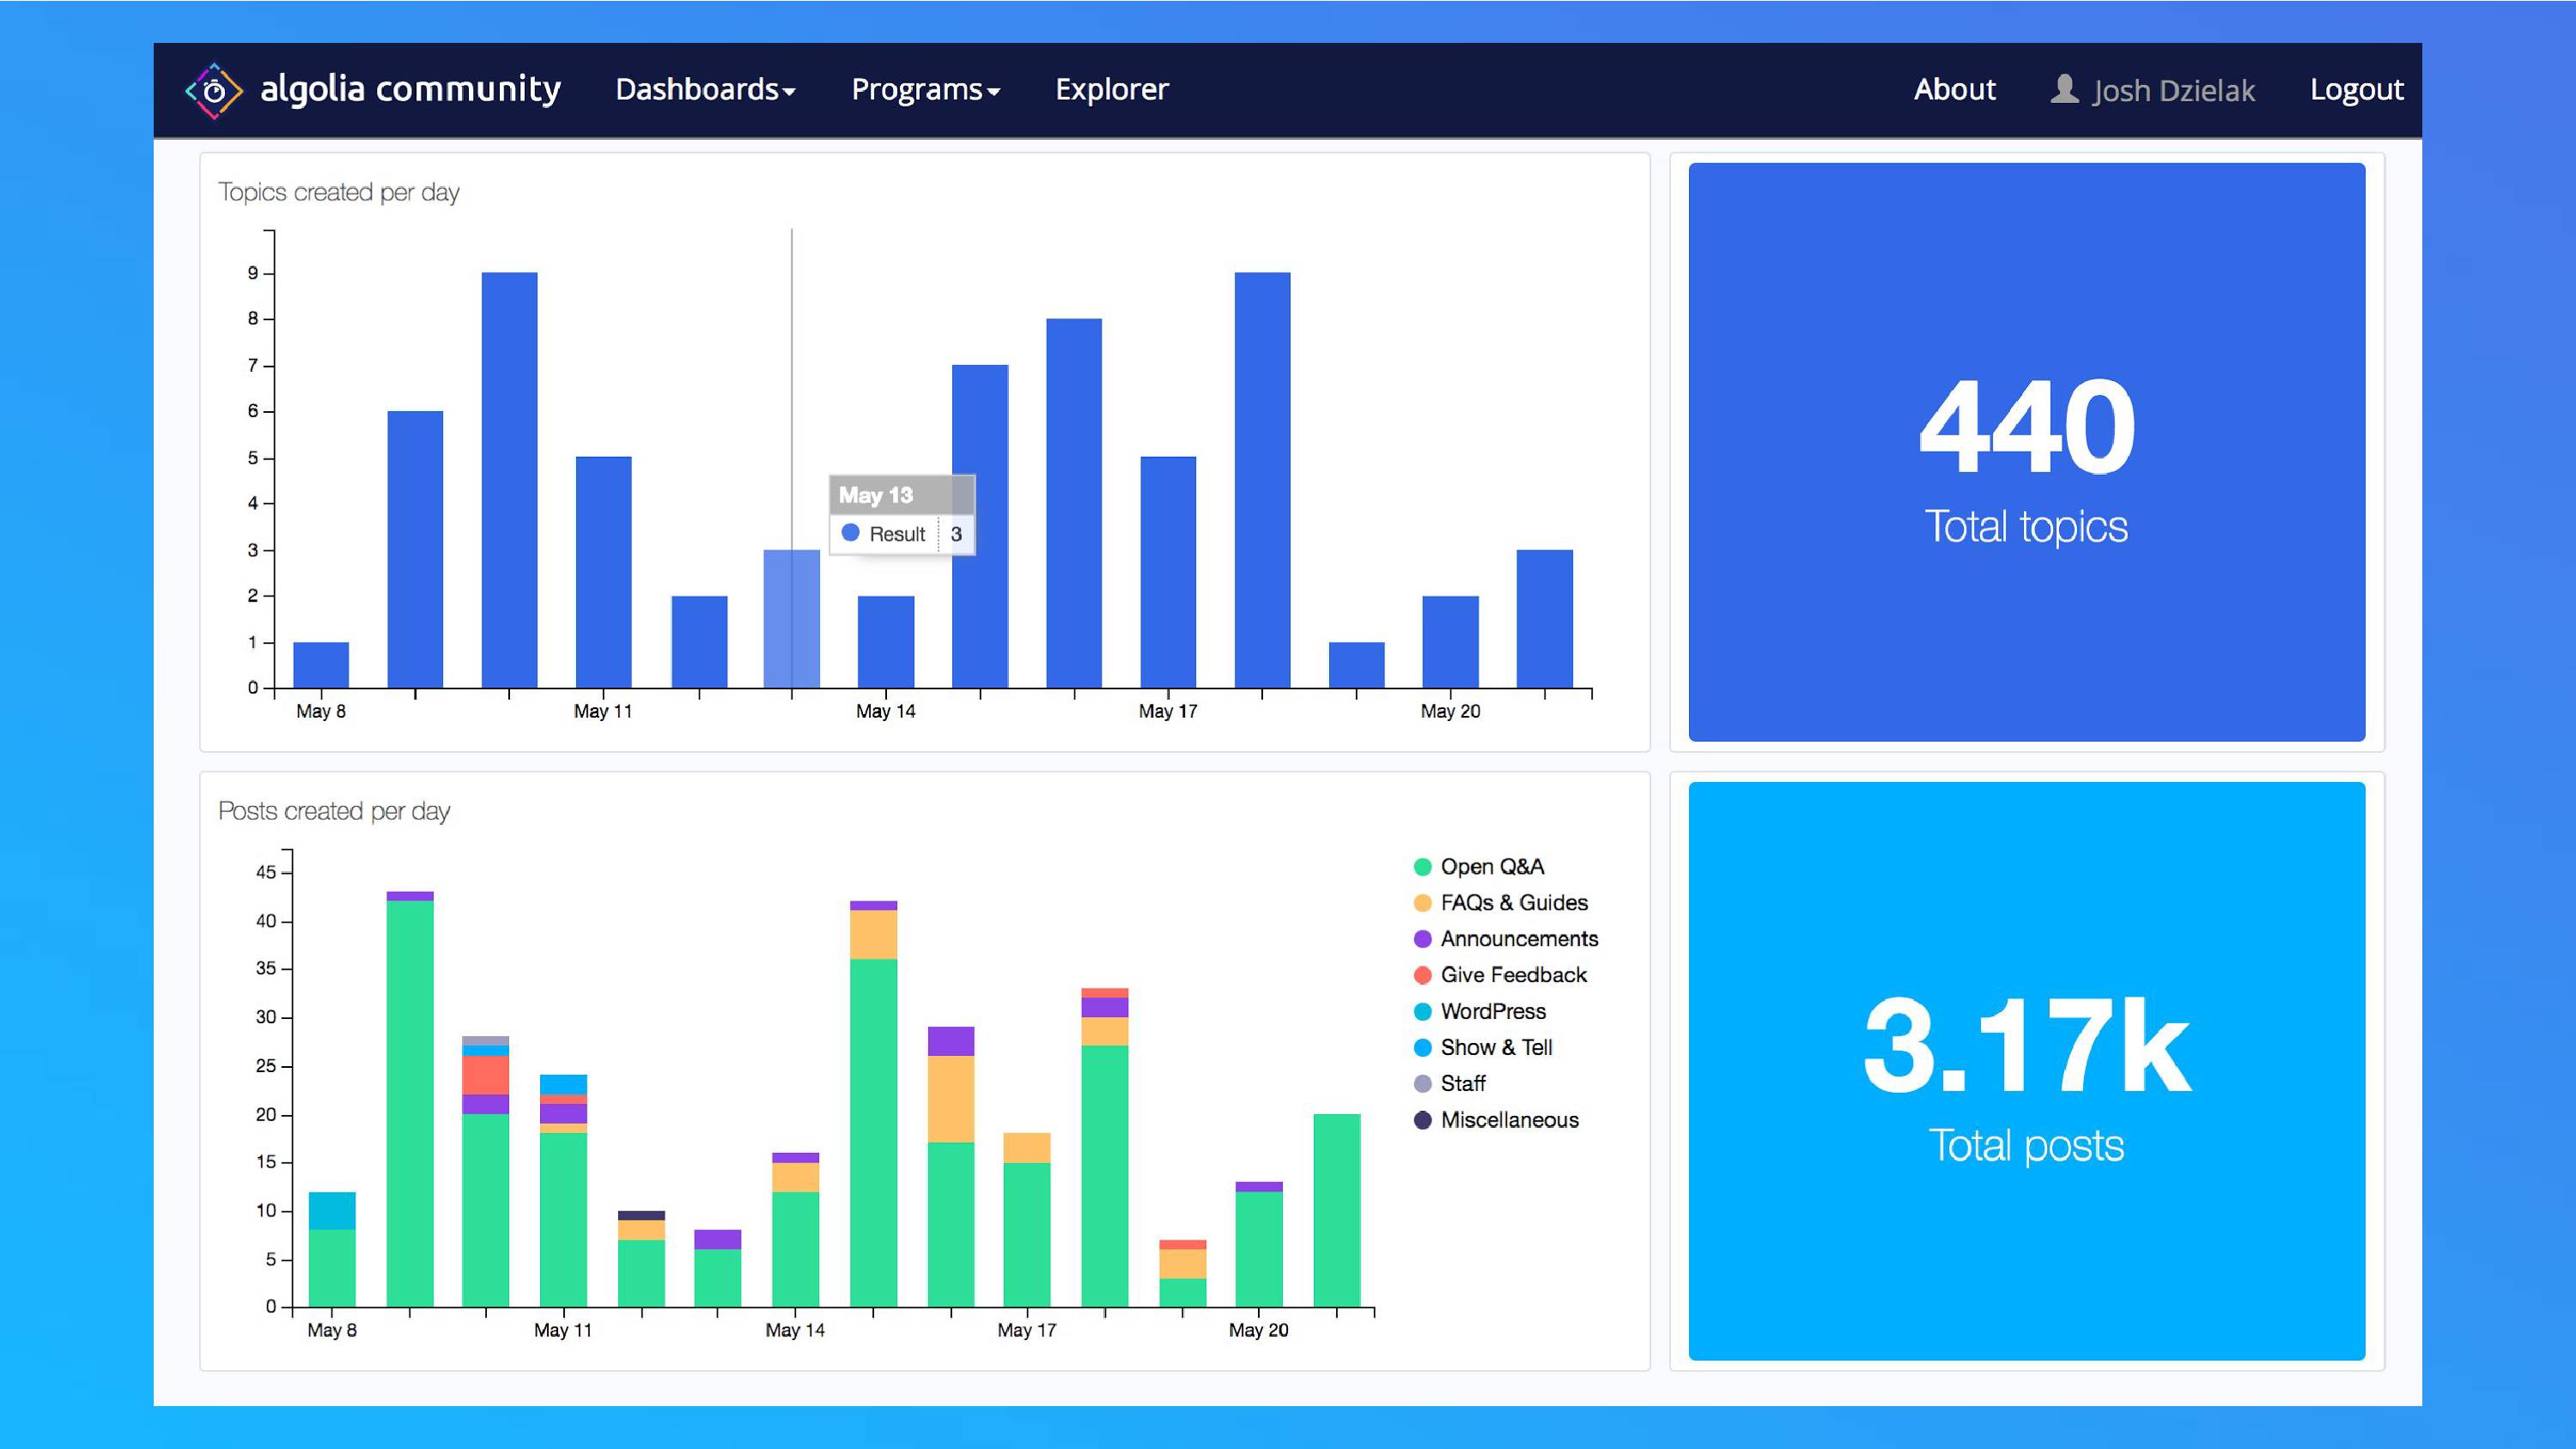 algolia community Dashboards Programs Explorer About Josh Dzielak Logout
Topics created per day
9
8
7
6
5
4
3
2
1
0
May 13
Result 3
May 8 May 11 May 14 May 17 May 20
440
Total topics
Posts created per day
45
40
35
30
25
20
15
10
5
0
May 8 May 11 May 14 May 17 May 20
Open Q&A
FAQs & Guides
Announcements
Give Feedback
WordPress
Show & Tell
Staff
Miscellaneous
3.17k
Total posts